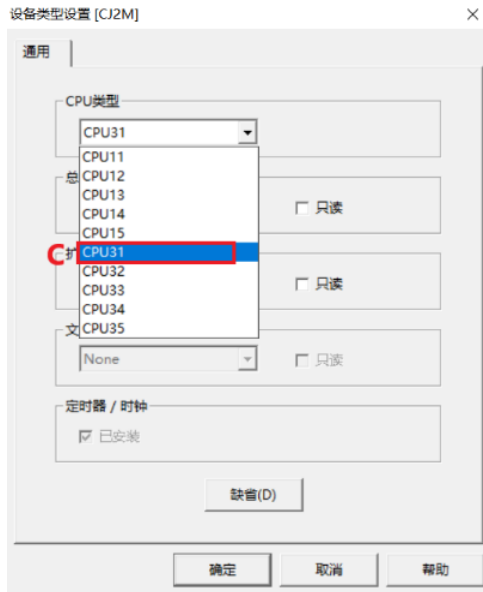 设备类型设置 [CJ2M]
通用
CPU类型
CPU31
CPU11
总 CPU12
CPU13
CPU14 只读
CPU15
C 扩 CPU31
CPU32
CPU33 只读
CPU34
文 CPU35
None 只读
定时器 / 时钟
已安装
缺省(D)
确定 取消 帮助